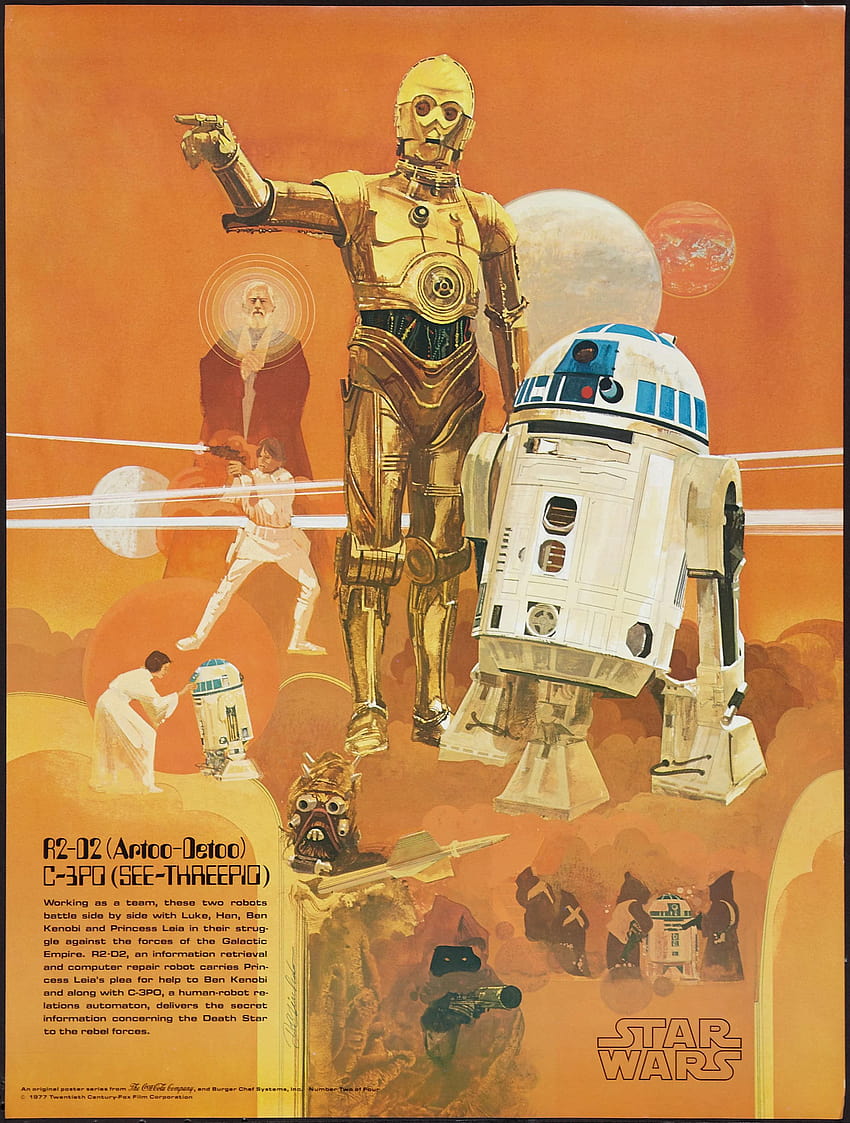 R2-D2 (Artoo-Detoo)
C-3PO (SEE-THREEPIO)
Working as a team, these two robots
battle side by side with Luke, Han, Ben
Kenobi and Princess Leia in their strug-
gle against the forces of the Galactic
Empire. R2-D2, an information retrieval
and computer repair robot carries Prin-
cess Leia's plea for help to Ben Kenobi
and along with C-3PO, a human-robot re-
lations automaton, delivers the secret
information concerning the Death Star
to the rebel forces.
STAR
WARS
An original poster series from The Coca-Cola Company, and Burger Chef Systems, Inc. Number Two of Four
© 1977 Twentieth Century-Fox Film Corporation